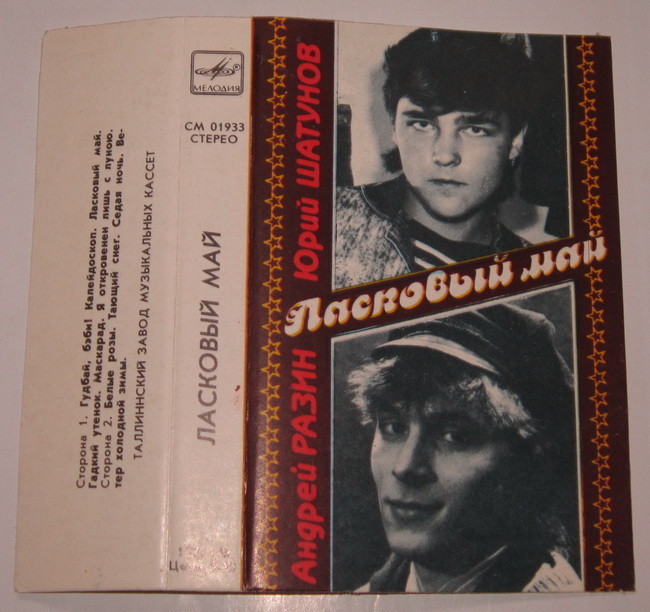 Сторона 1. Гудбай, бэби! Калейдоскоп. Ласковый май.
Гадкий утенок. Маскарад. Я откровенен лишь с луною.
Сторона 2. Белые розы. Тающий снег. Седая ночь. Ве-
тер холодной зимы.
ТАЛЛИННСКИЙ ЗАВОД МУЗЫКАЛЬНЫХ КАССЕТ
МЕЛОДИЯ
СМ 01933
СТЕРЕО
ЛАСКОВЫЙ МАЙ
Андрей РАЗИН Юрий ШАТУНОВ
Ласковый май